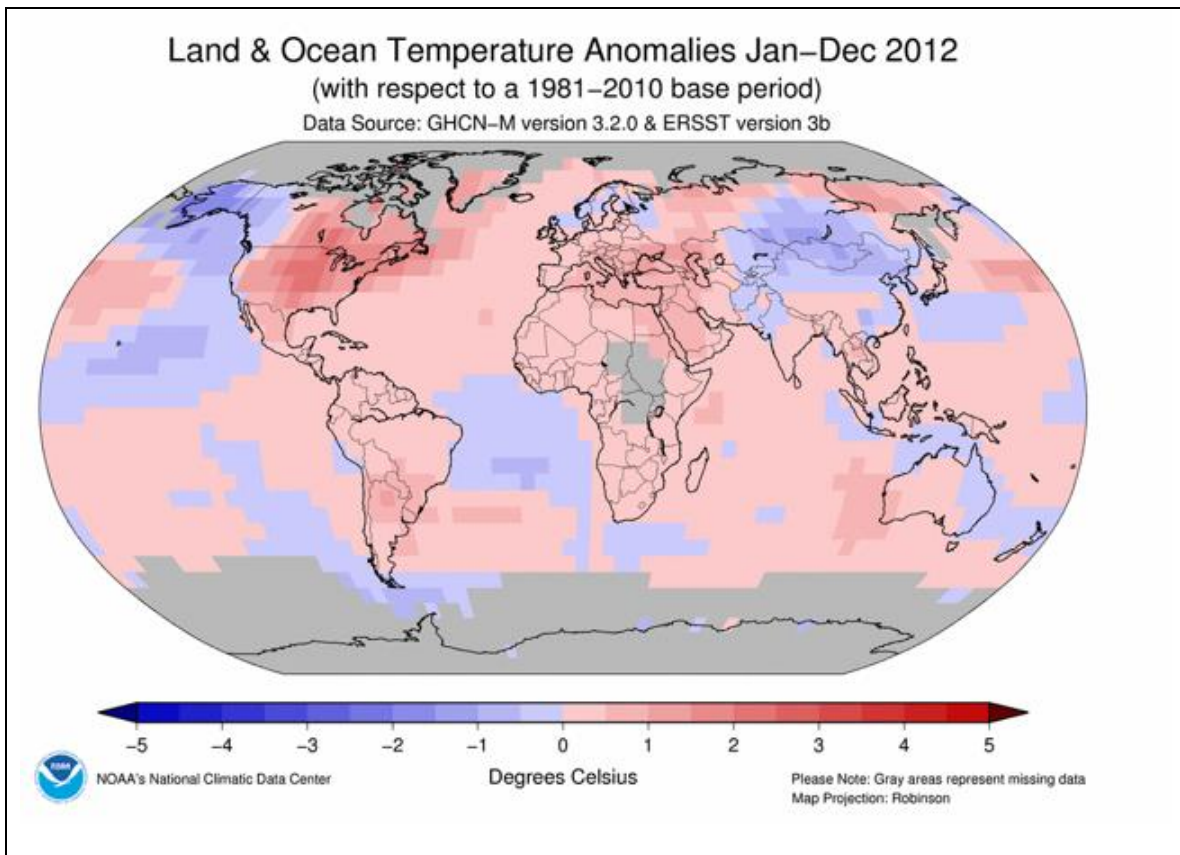 Land & Ocean Temperature Anomalies Jan–Dec 2012
(with respect to a 1981–2010 base period)
Data Source: GHCN–M version 3.2.0 & ERSST version 3b
–5 –4 –3 –2 –1 0 1 2 3 4 5
NOAA
NOAA's National Climatic Data Center
Degrees Celsius
Please Note: Gray areas represent missing data
Map Projection: Robinson